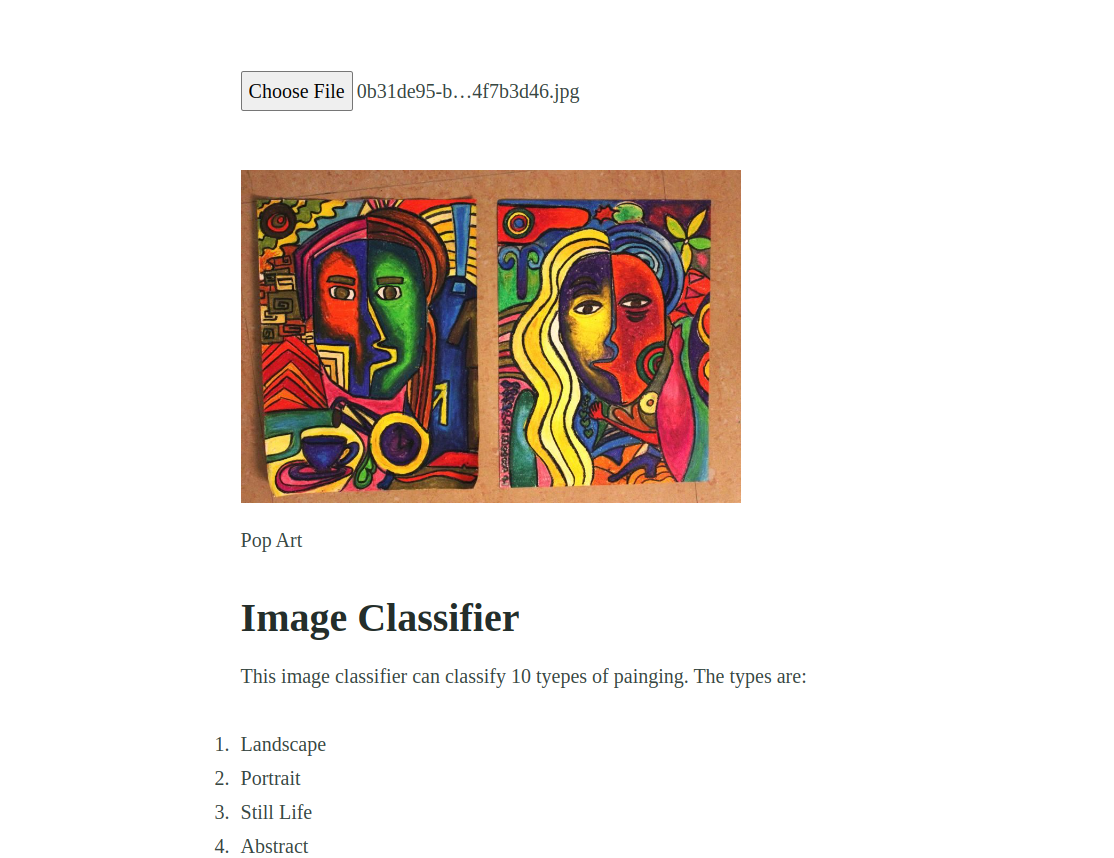 Choose File 0b31de95-b…4f7b3d46.jpg
Pop Art
Image Classifier
This image classifier can classify 10 tyepes of painging. The types are:
1. Landscape
2. Portrait
3. Still Life
4. Abstract